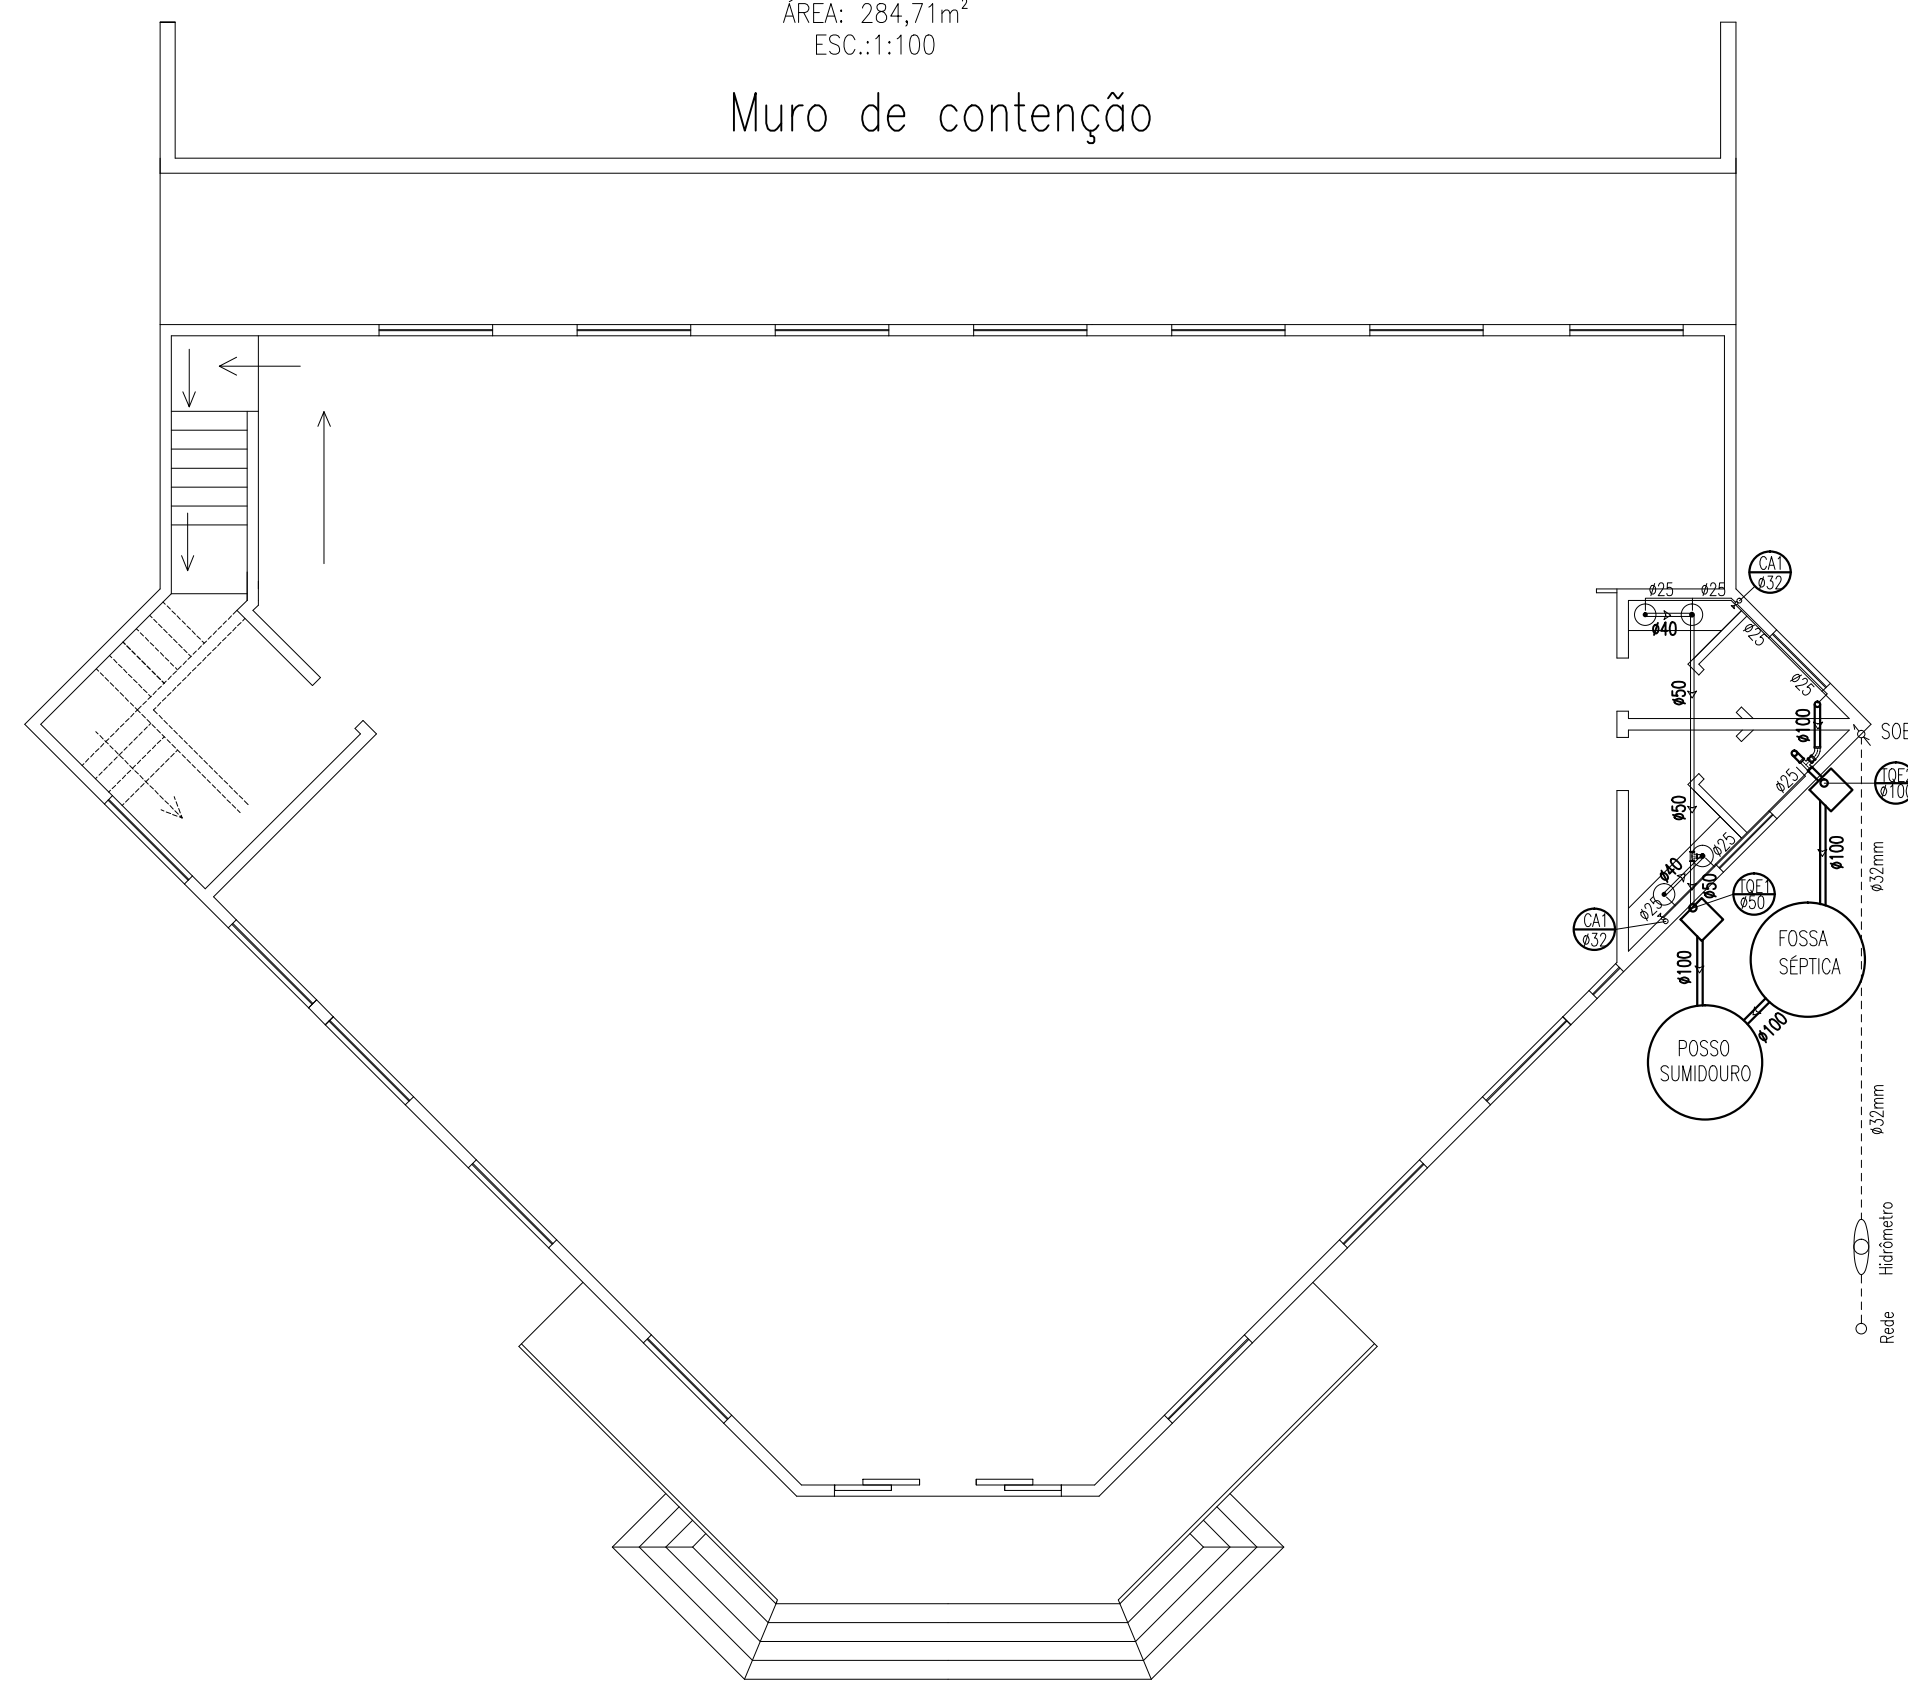 ÁREA: 284,71m²
ESC.:1:100
Muro de contenção
CA1
ø32
ø25
ø25
ø40
ø25
ø25
ø50
ø100
SOB
TQE
ø100
ø25
ø50
ø25
ø40
ø50
ø25
TQE1
ø50
CA1
ø32
ø100
ø32mm
FOSSA
SÉPTICA
ø100
ø100
POSSO
SUMIDOURO
ø32mm
Hidrômetro
Rede